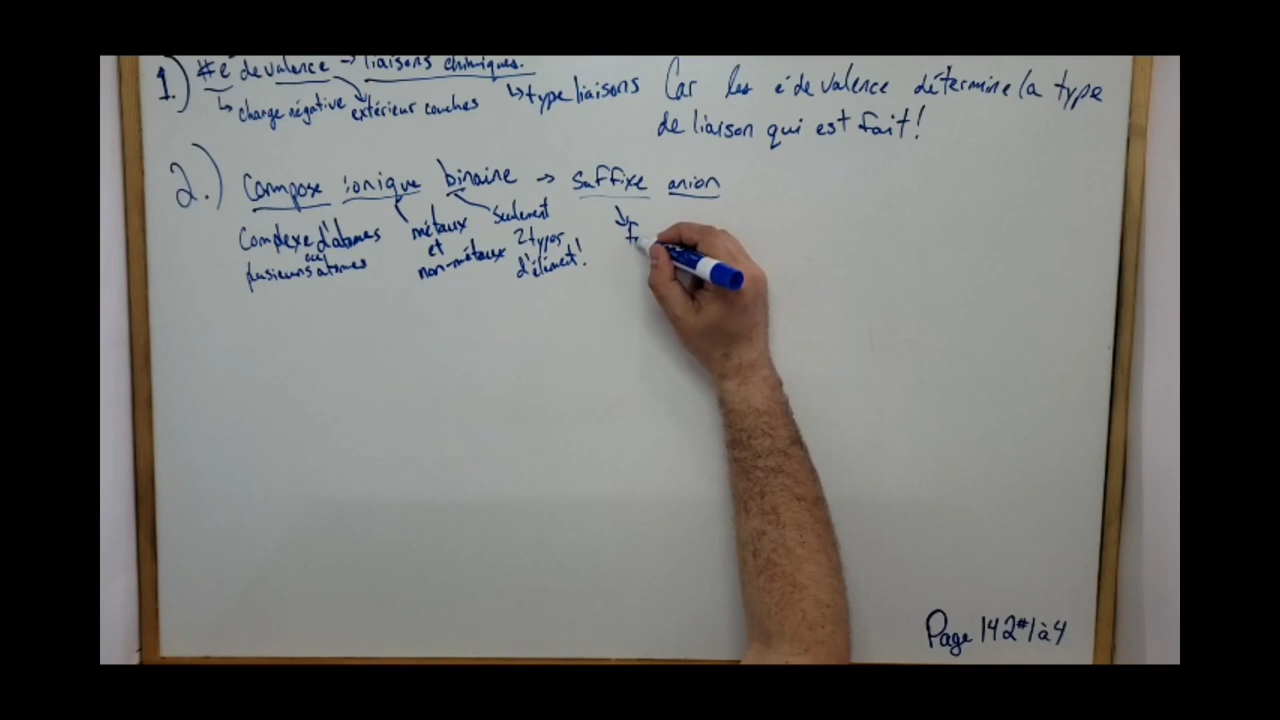 1.) #é de valence → liaisons chimiques.
↳ charge négative extérieur couches
↳ type liaisons
Car les é de valence détermine la type
de liaison qui est fait!
2.) Compose ionique binaire → suffixe anion
Complexe d'atomes
ou
plusieurs atomes
métaux
et
non-métaux
Seulement
2 types
d'élément!
Page 142 #1 à 4